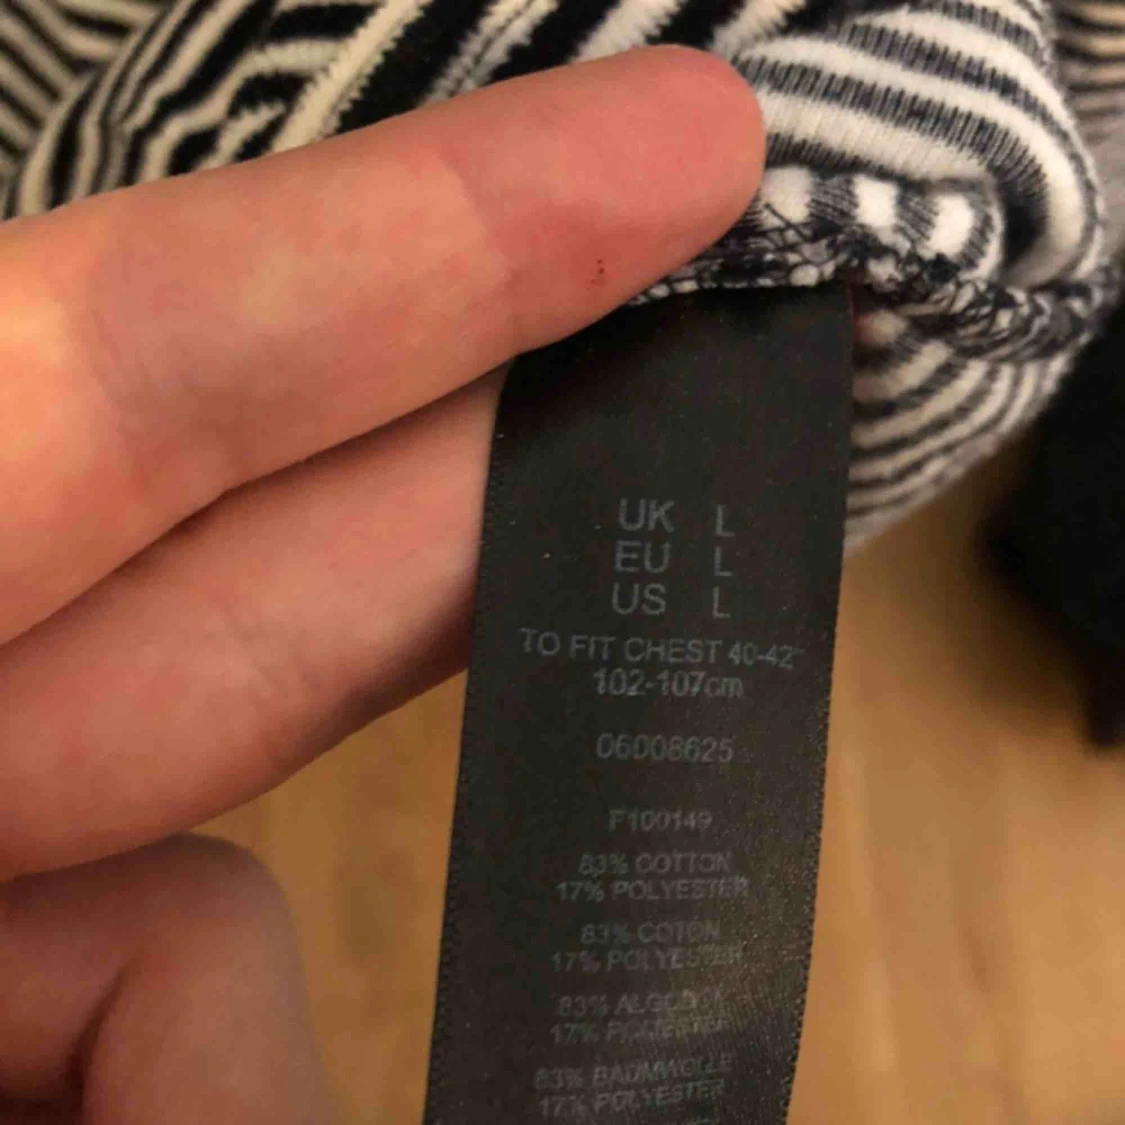 UK L
EU L
US L
TO FIT CHEST 40-42"
102-107cm
06008625
F100149
83% COTTON
17% POLYESTER
83% COTON
17% POLYESTER
83% ALGODON
17%
83% BAUMWOLLE
17% POLYESTER